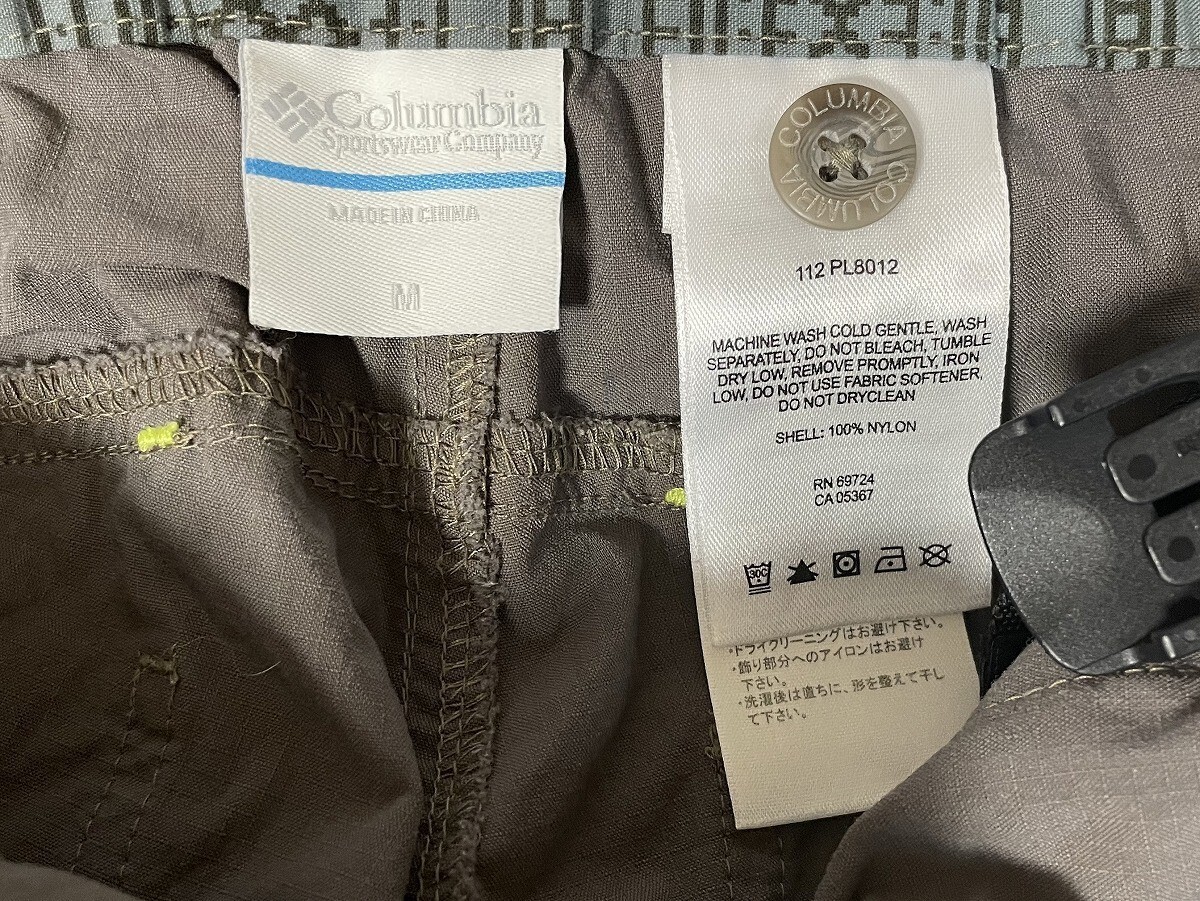 Columbia
Sportswear Company
MADE IN CHINA
M
COLUMBIA COLUMBIA
112 PL8012
MACHINE WASH COLD GENTLE, WASH
SEPARATELY, DO NOT BLEACH, TUMBLE
DRY LOW, REMOVE PROMPTLY, IRON
LOW, DO NOT USE FABRIC SOFTENER,
DO NOT DRYCLEAN
SHELL: 100% NYLON
RN 69724
CA 05367
30C
・ドライクリーニングはお避け下さい。
・飾り部分へのアイロンはお避け
下さい。
・洗濯後は直ちに、形を整えて干し
て下さい。